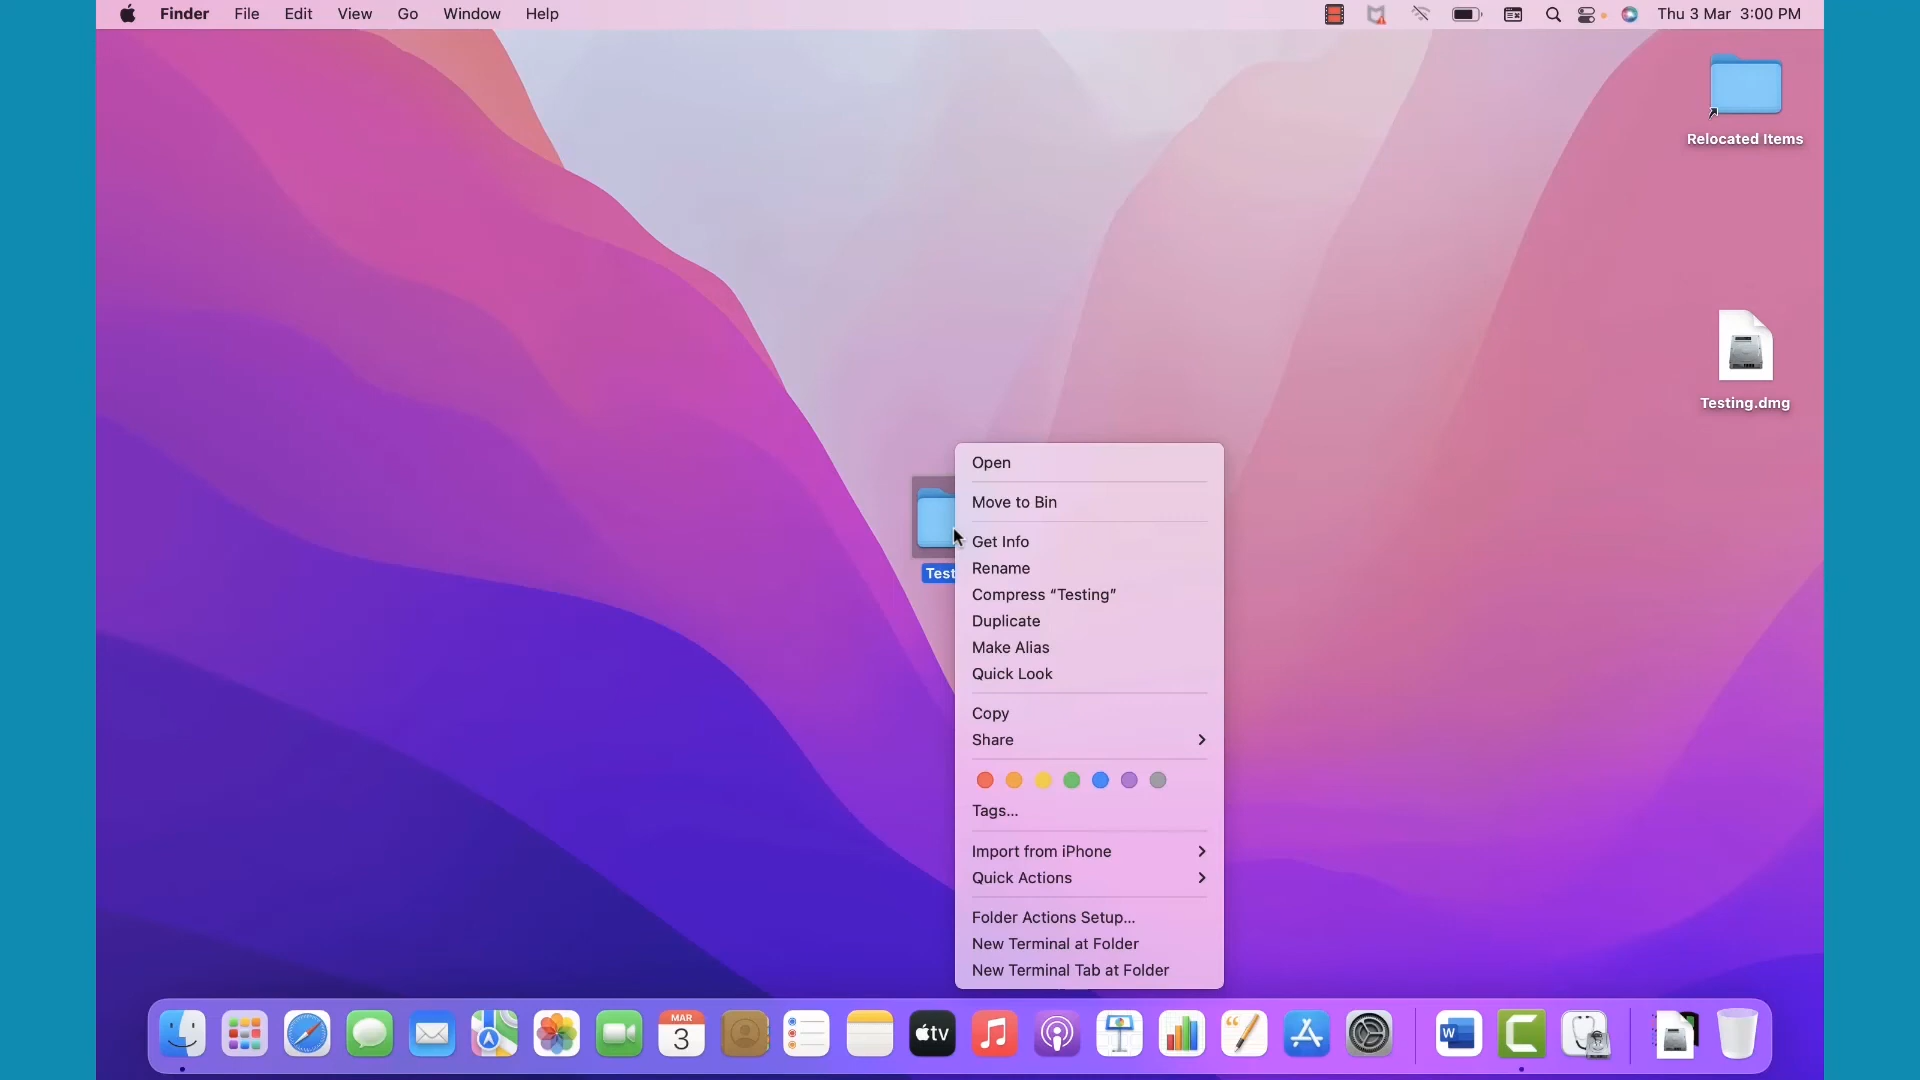 Finder File Edit View Go Window Help
Thu 3 Mar 3:00 PM
Relocated Items
Testing.dmg
Test
Open
Move to Bin
Get Info
Rename
Compress “Testing”
Duplicate
Make Alias
Quick Look
Copy
Share
Tags...
Import from iPhone
Quick Actions
Folder Actions Setup...
New Terminal at Folder
New Terminal Tab at Folder
MAR
3
tv
W